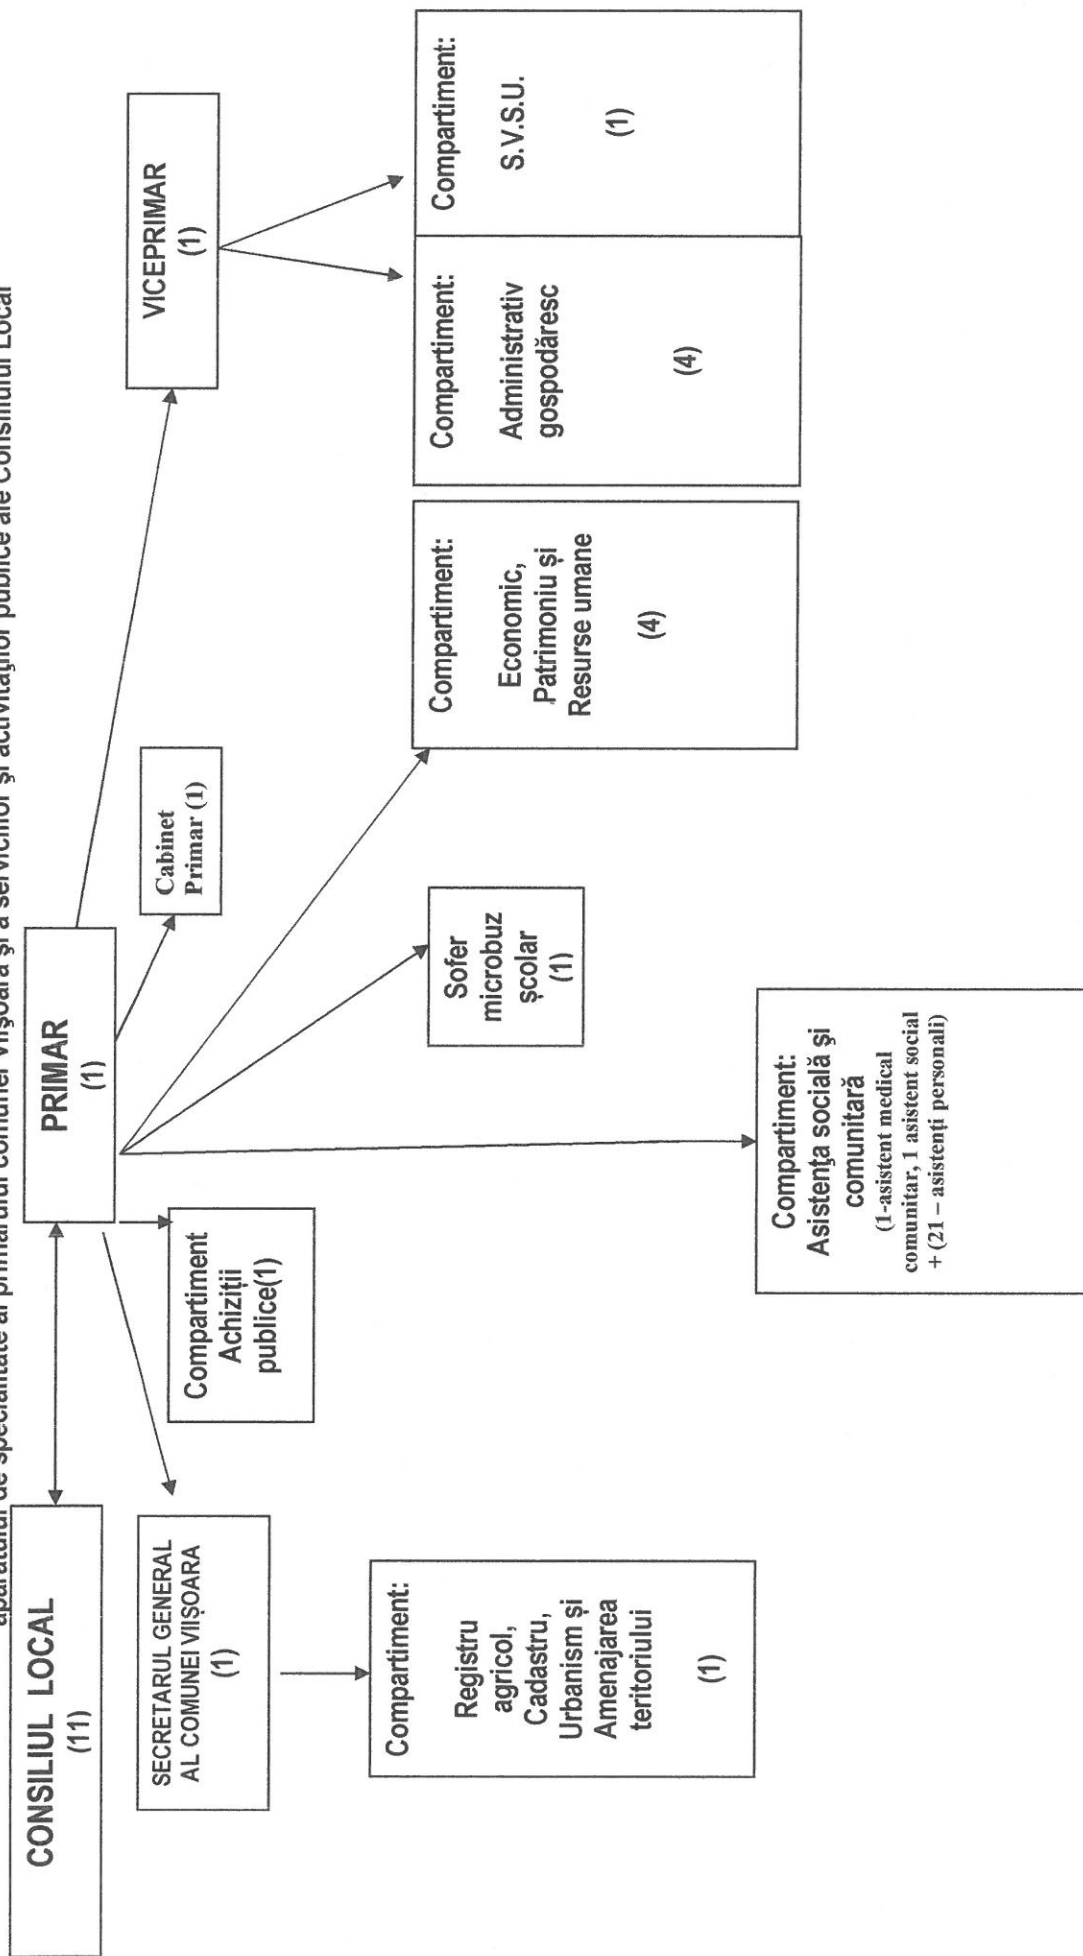 aparatului de specialitate al primarului comunei Viișoara și a serviciilor și activităților publice ale Consiliului Local
CONSILIUL LOCAL
(11)
PRIMAR
(1)
VICEPRIMAR
(1)
Cabinet
Primar (1)
SECRETARUL GENERAL
AL COMUNEI VIIȘOARA
(1)
Compartiment
Achiziții
publice(1)
Compartiment:
Registru
agricol,
Cadastru,
Urbanism și
Amenajarea
teritoriului
(1)
Sofer
microbuz
școlar
(1)
Compartiment:
Economic,
Patrimoniu și
Resurse umane
(4)
Compartiment:
Administrativ
gospodăresc
(4)
Compartiment:
S.V.S.U.
(1)
Compartiment:
Asistența socială și
comunitară
(1-asistent medical
comunitar, 1 asistent social
+ (21 – asistenți personali)